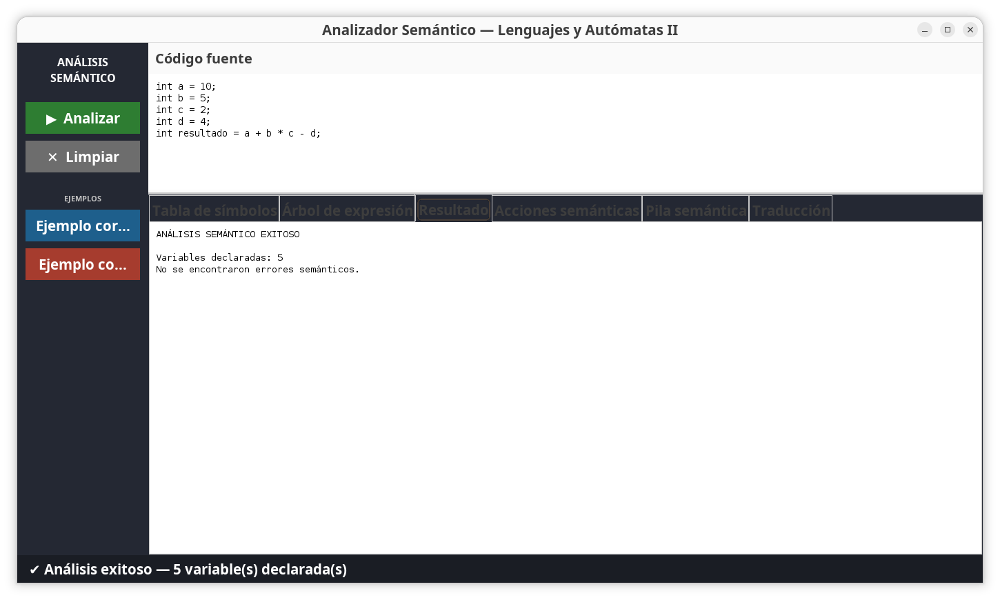 Analizador Semántico — Lenguajes y Autómatas II
ANÁLISIS
SEMÁNTICO
▶ Analizar
✕ Limpiar
EJEMPLOS
Ejemplo cor...
Ejemplo co...
Código fuente
int a = 10;
int b = 5;
int c = 2;
int d = 4;
int resultado = a + b * c - d;
Tabla de símbolos Árbol de expresión Resultado Acciones semánticas Pila semántica Traducción
ANÁLISIS SEMÁNTICO EXITOSO
Variables declaradas: 5
No se encontraron errores semánticos.
✔ Análisis exitoso — 5 variable(s) declarada(s)